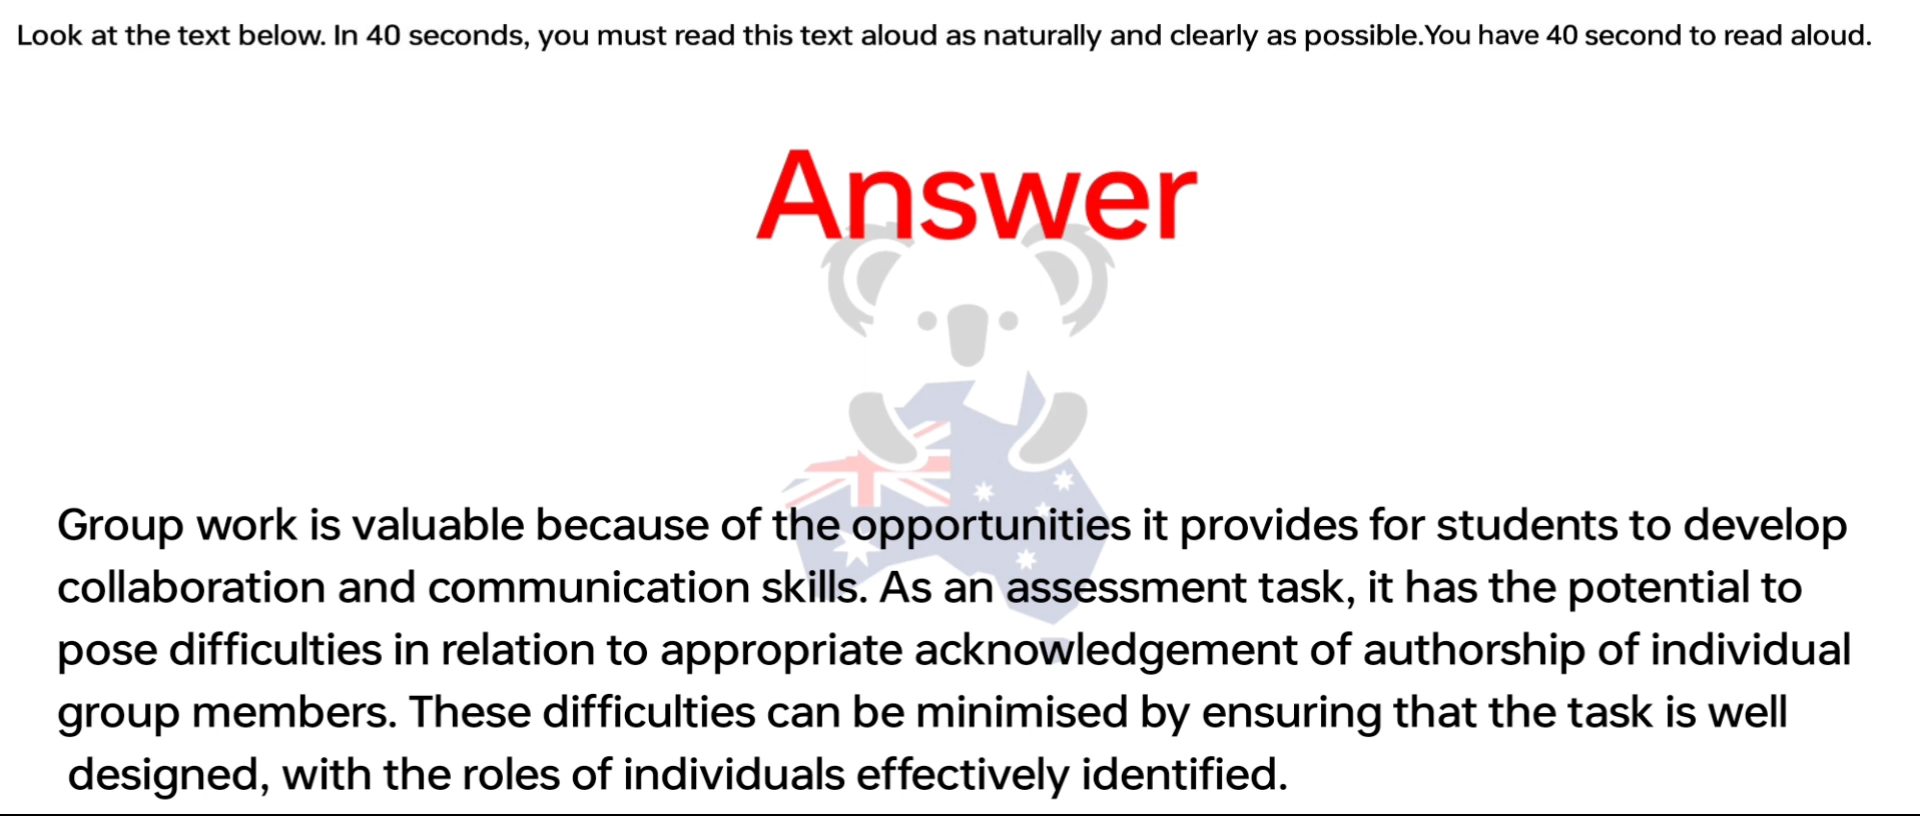 Look at the text below. In 40 seconds, you must read this text aloud as naturally and clearly as possible.You have 40 second to read aloud.
Answer
Group work is valuable because of the opportunities it provides for students to develop
collaboration and communication skills. As an assessment task, it has the potential to
pose difficulties in relation to appropriate acknowledgement of authorship of individual
group members. These difficulties can be minimised by ensuring that the task is well
designed, with the roles of individuals effectively identified.